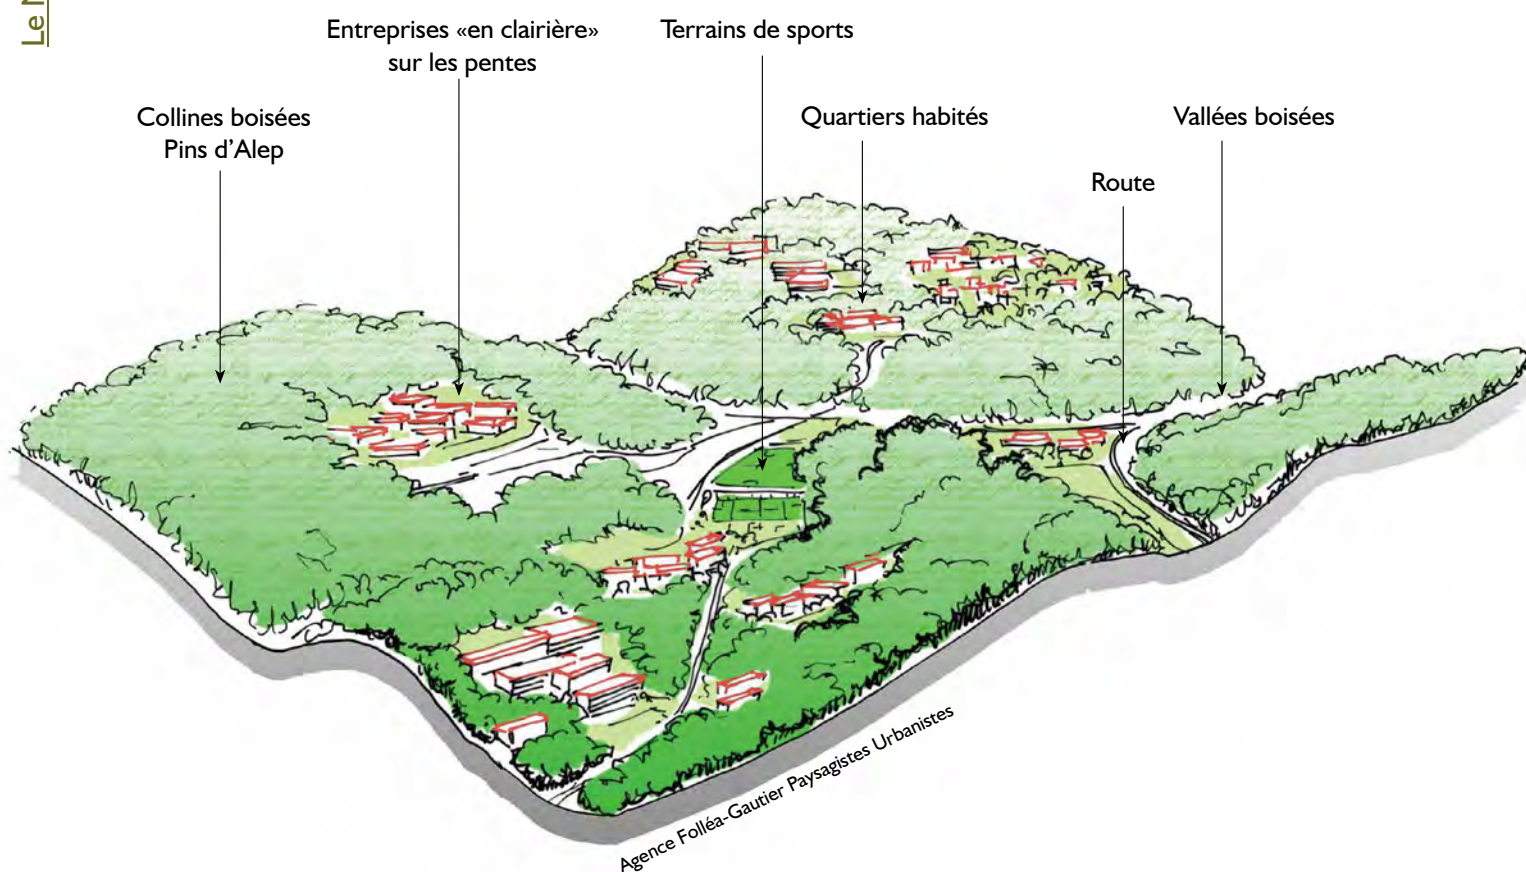 Le
Entreprises «en clairière»
sur les pentes
Terrains de sports
Collines boisées
Pins d’Alep
Quartiers habités
Vallées boisées
Route
Agence Folléa-Gautier Paysagistes Urbanistes